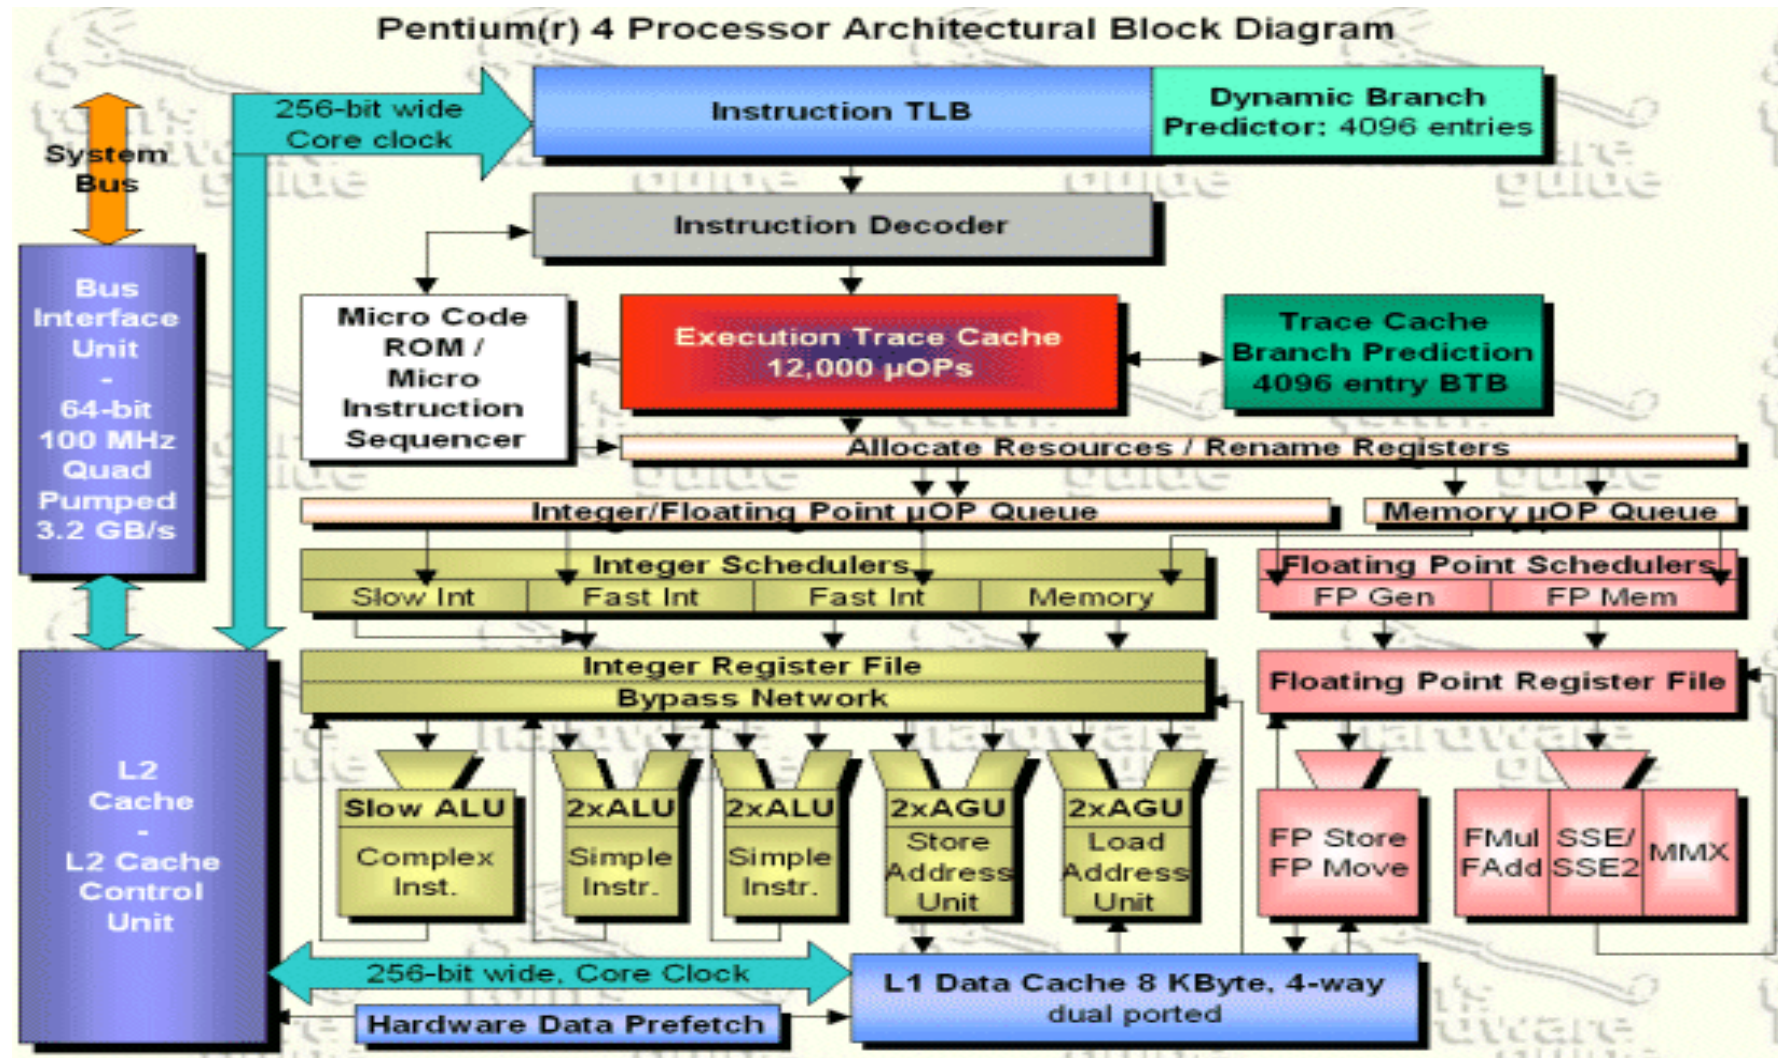 Pentium(r) 4 Processor Architectural Block Diagram
256-bit wide
Core clock
Instruction TLB
Dynamic Branch
Predictor: 4096 entries
System
Bus
Instruction Decoder
Bus
Interface
Unit
-
64-bit
100 MHz
Quad
Pumped
3.2 GB/s
Micro Code
ROM /
Micro
Instruction
Sequencer
Execution Trace Cache
12,000 µOPs
Trace Cache
Branch Prediction
4096 entry BTB
Allocate Resources / Rename Registers
Integer/Floating Point µOP Queue
Memory µOP Queue
Integer Schedulers
Slow Int
Fast Int
Fast Int
Memory
Floating Point Schedulers
FP Gen
FP Mem
Integer Register File
Bypass Network
Floating Point Register File
L2
Cache
-
L2 Cache
Control
Unit
Slow ALU
Complex
Inst.
2xALU
Simple
Instr.
2xALU
Simple
Instr.
2xAGU
Store
Address
Unit
2xAGU
Load
Address
Unit
FP Store
FP Move
FMul
FAdd
SSE/
SSE2
MMX
256-bit wide, Core Clock
L1 Data Cache 8 KByte, 4-way
dual ported
Hardware Data Prefetch